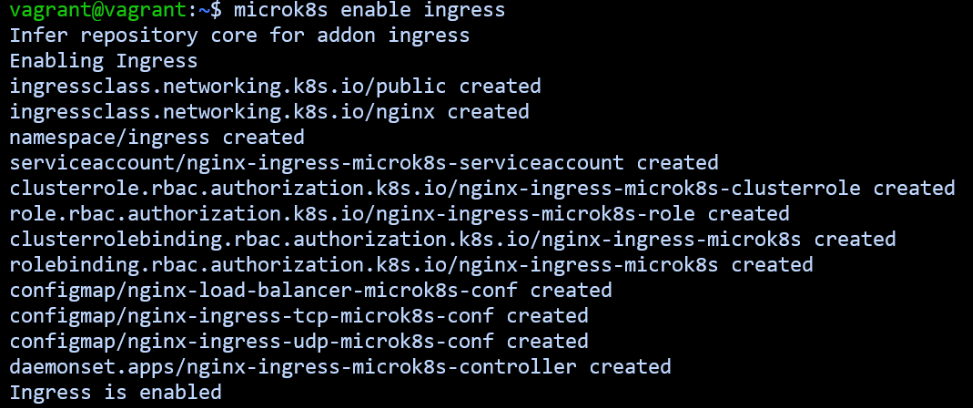 vagrant@vagrant:~$ microk8s enable ingress
Infer repository core for addon ingress
Enabling Ingress
ingressclass.networking.k8s.io/public created
ingressclass.networking.k8s.io/nginx created
namespace/ingress created
serviceaccount/nginx-ingress-microk8s-serviceaccount created
clusterrole.rbac.authorization.k8s.io/nginx-ingress-microk8s-clusterrole created
role.rbac.authorization.k8s.io/nginx-ingress-microk8s-role created
clusterrolebinding.rbac.authorization.k8s.io/nginx-ingress-microk8s created
rolebinding.rbac.authorization.k8s.io/nginx-ingress-microk8s created
configmap/nginx-load-balancer-microk8s-conf created
configmap/nginx-ingress-tcp-microk8s-conf created
configmap/nginx-ingress-udp-microk8s-conf created
daemonset.apps/nginx-ingress-microk8s-controller created
Ingress is enabled